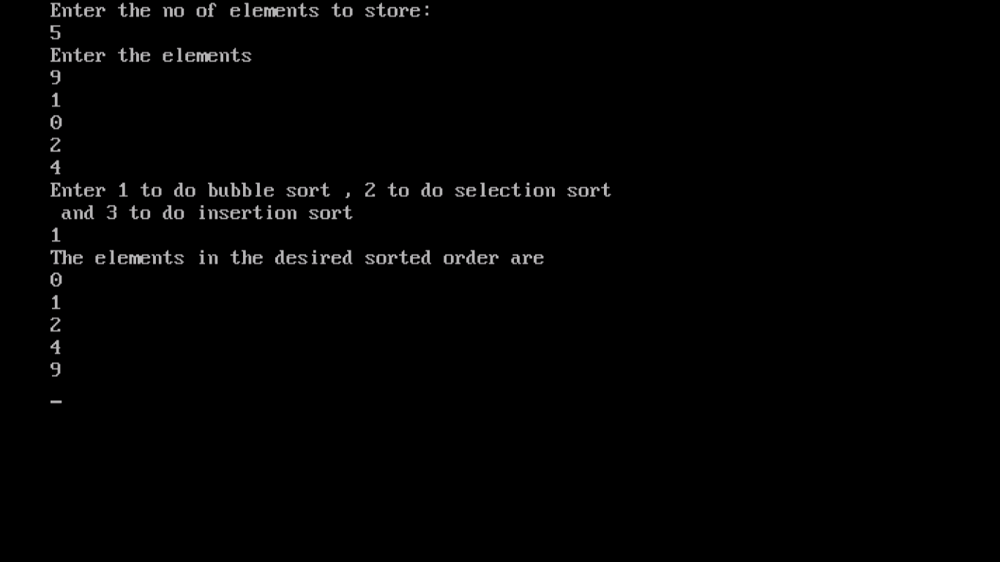 Enter the no of elements to store:
5
Enter the elements
9
1
0
2
4
Enter 1 to do bubble sort , 2 to do selection sort
 and 3 to do insertion sort
1
The elements in the desired sorted order are
0
1
2
4
9
_